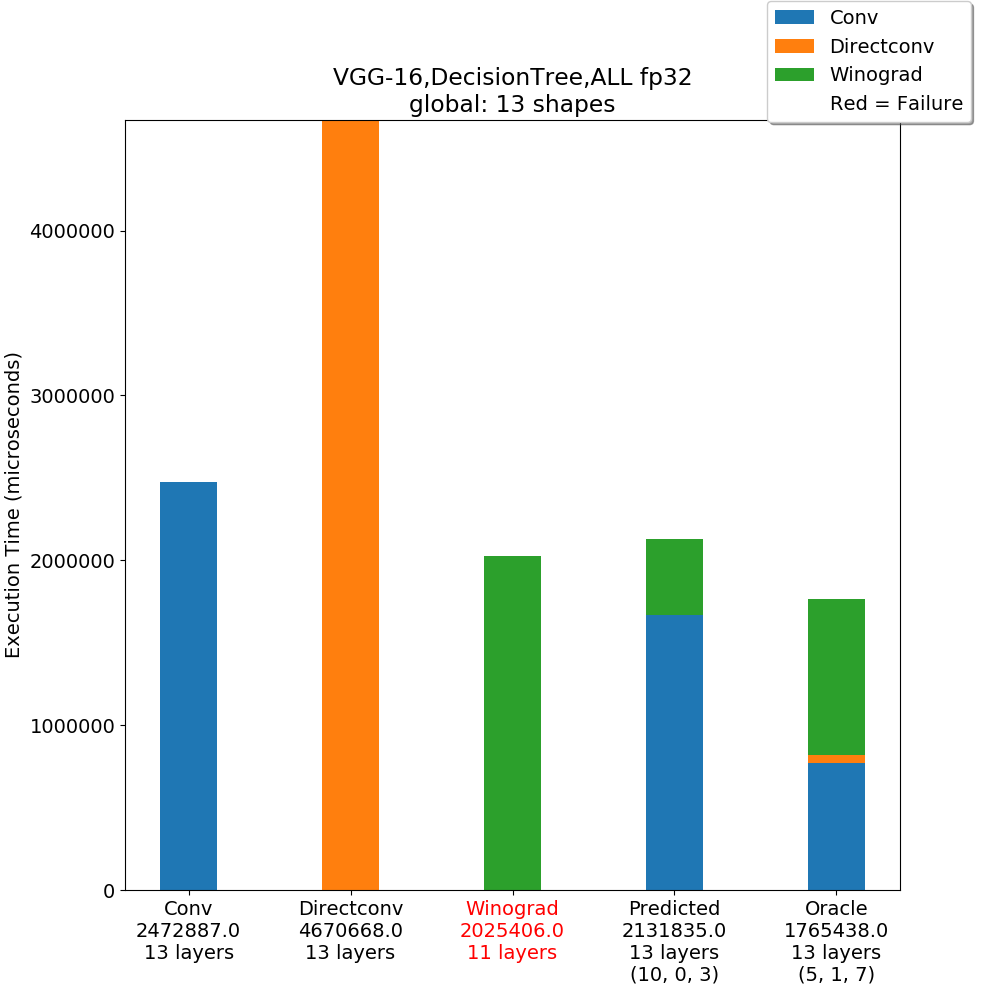 Conv
Directconv
Winograd
Red = Failure
VGG-16,DecisionTree,ALL fp32
global: 13 shapes
Execution Time (microseconds)
4000000
3000000
2000000
1000000
0
Conv
2472887.0
13 layers
Directconv
4670668.0
13 layers
Winograd
2025406.0
11 layers
Predicted
2131835.0
13 layers
(10, 0, 3)
Oracle
1765438.0
13 layers
(5, 1, 7)